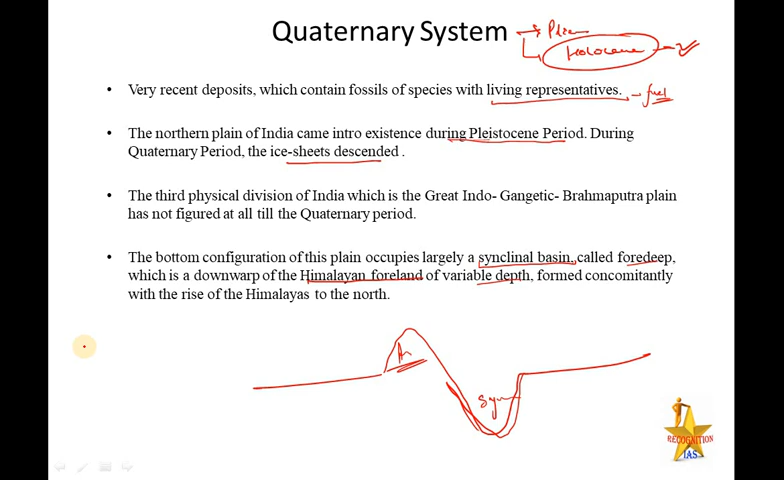 Quaternary System
Holocene
• Very recent deposits, which contain fossils of species with living representatives. - fuel
• The northern plain of India came intro existence during Pleistocene Period. During
Quaternary Period, the ice-sheets descended .
• The third physical division of India which is the Great Indo- Gangetic- Brahmaputra plain
has not figured at all till the Quaternary period.
• The bottom configuration of this plain occupies largely a synclinal basin, called foredeep,
which is a downwarp of the Himalayan foreland of variable depth, formed concomitantly
with the rise of the Himalayas to the north.
An
Syn
RECOGNITION
IAS